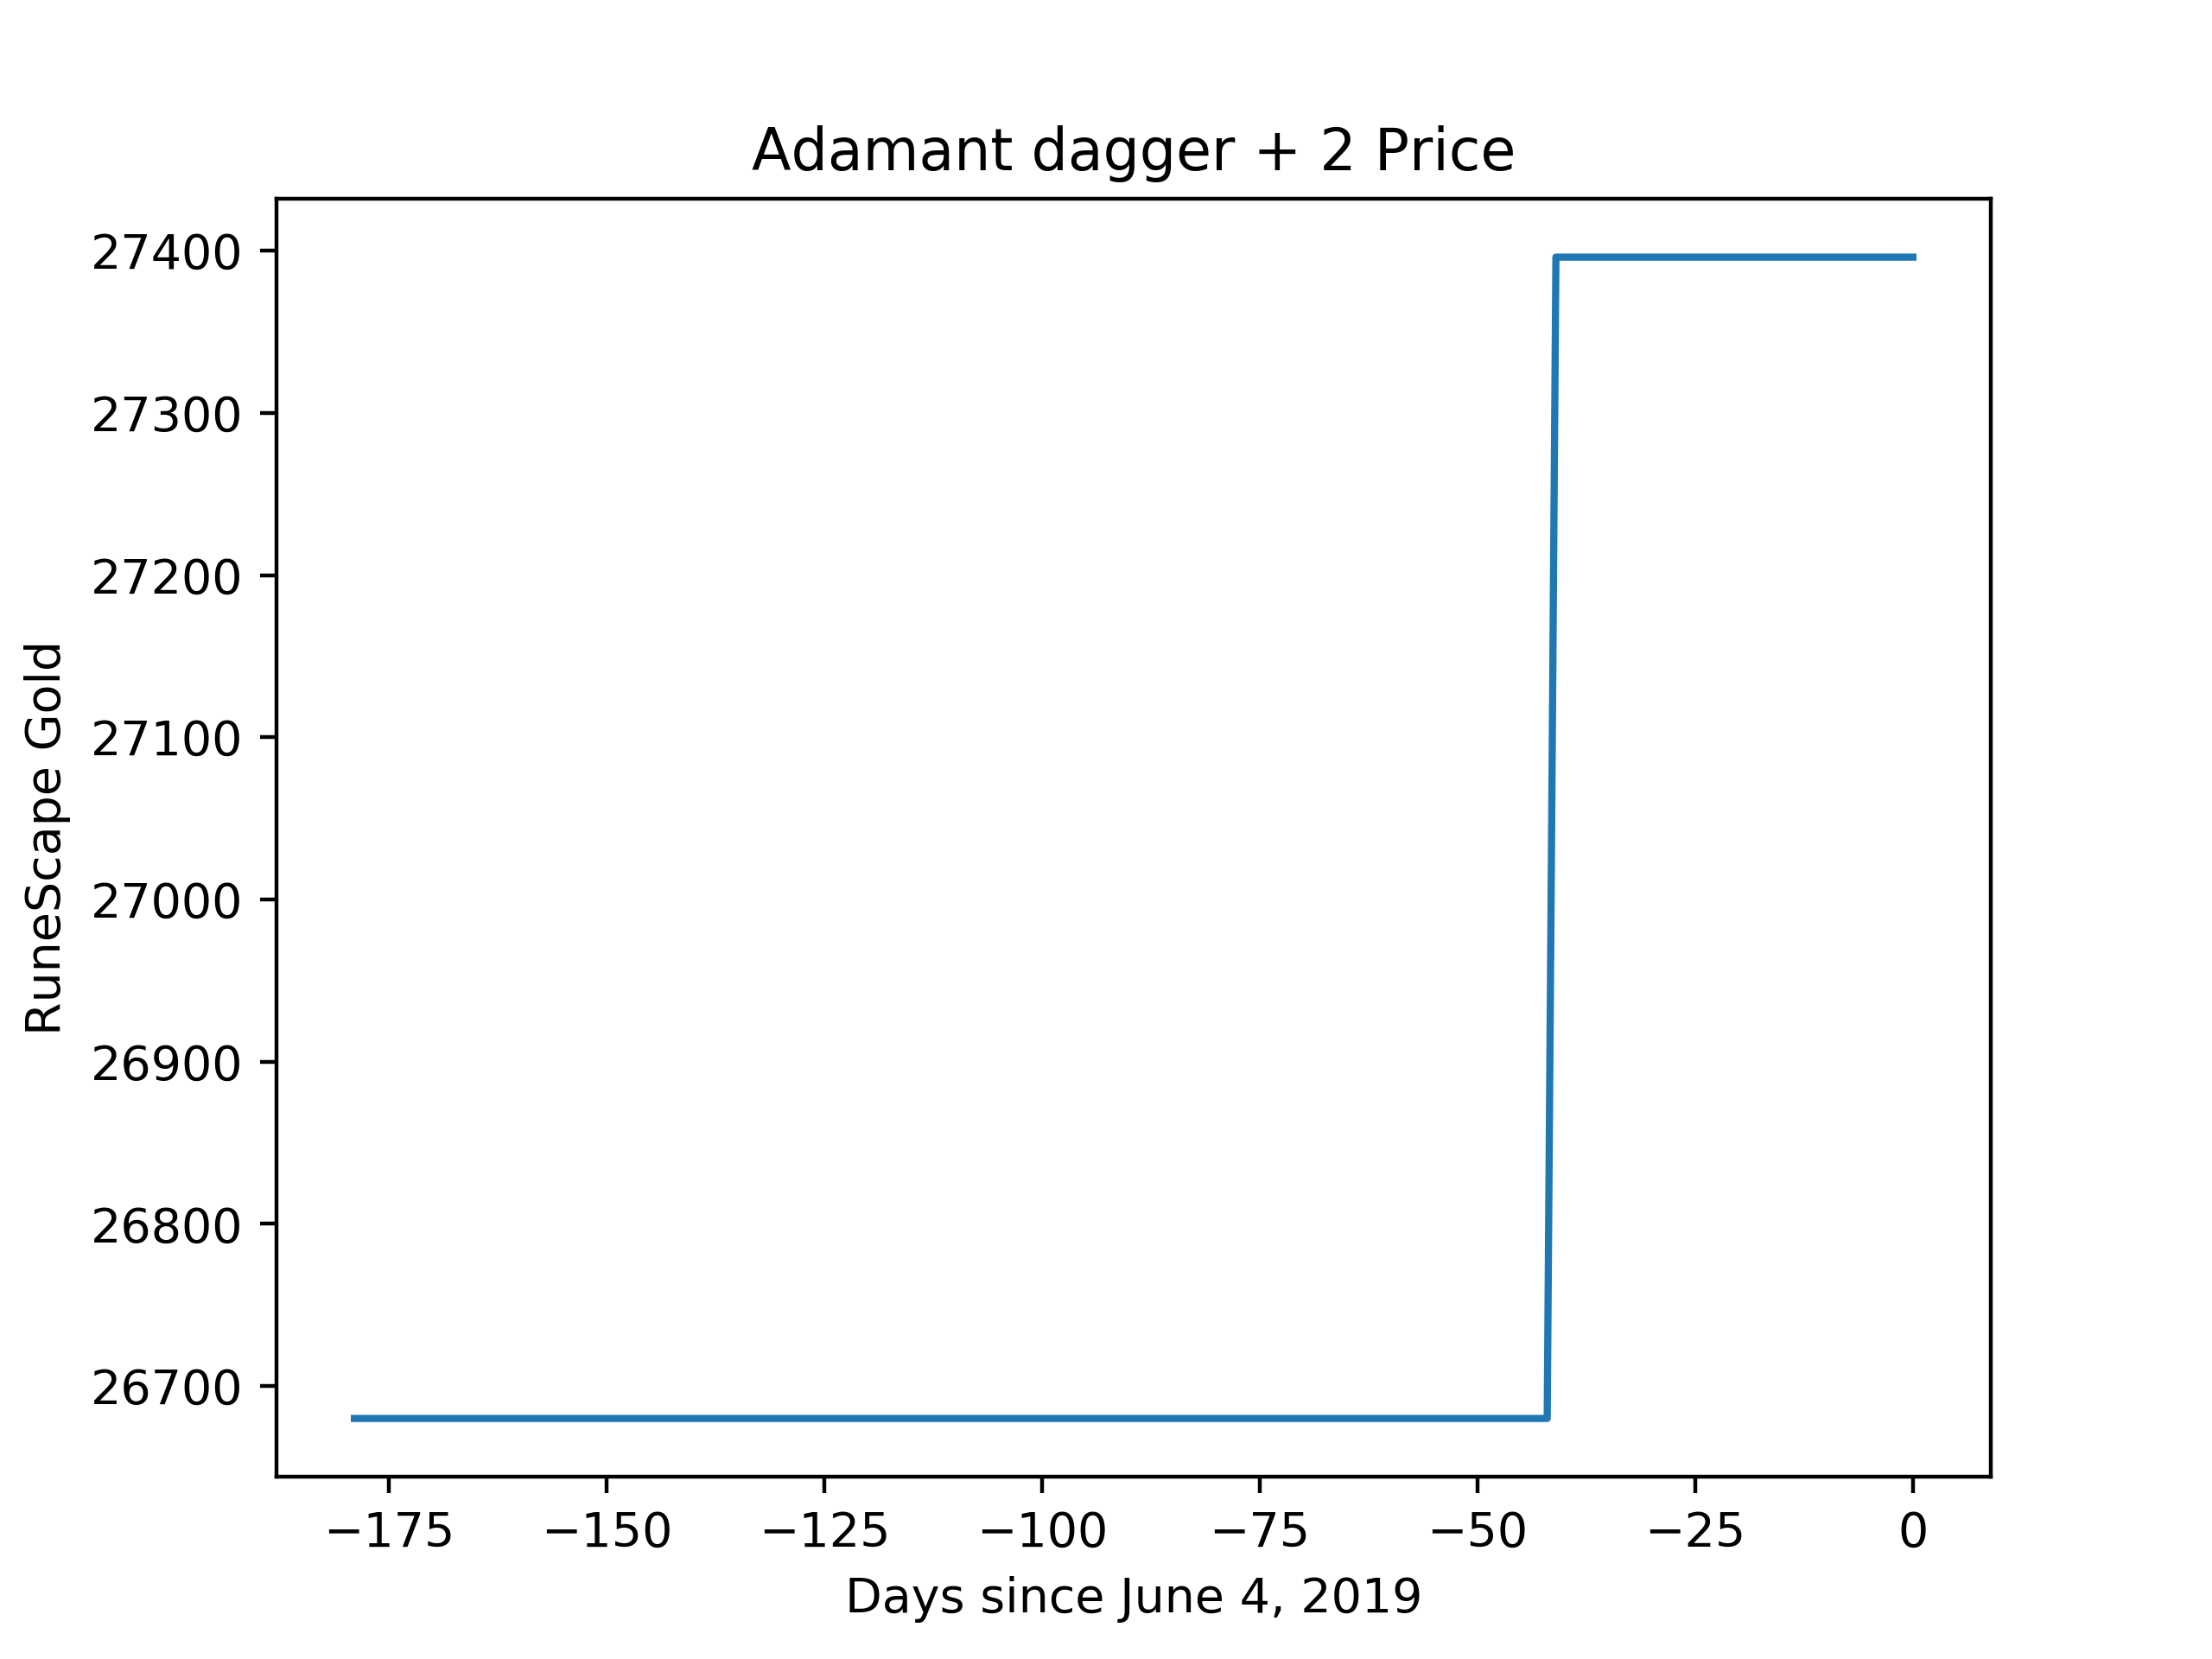 Adamant dagger + 2 Price
RuneScape Gold
27400
27300
27200
27100
27000
26900
26800
26700
−175 −150 −125 −100 −75 −50 −25 0
Days since June 4, 2019